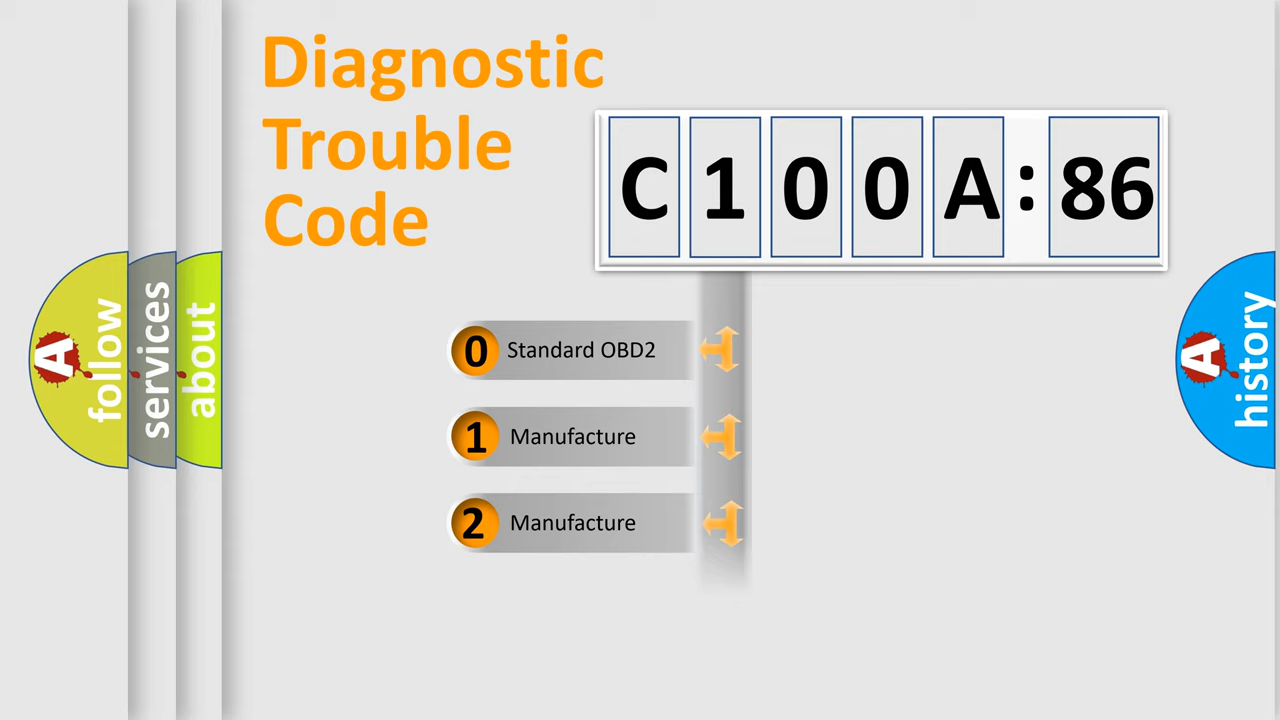 Diagnostic
Trouble
Code
C100A:86
0 Standard OBD2
1 Manufacture
2 Manufacture
A follow
services
about
A history